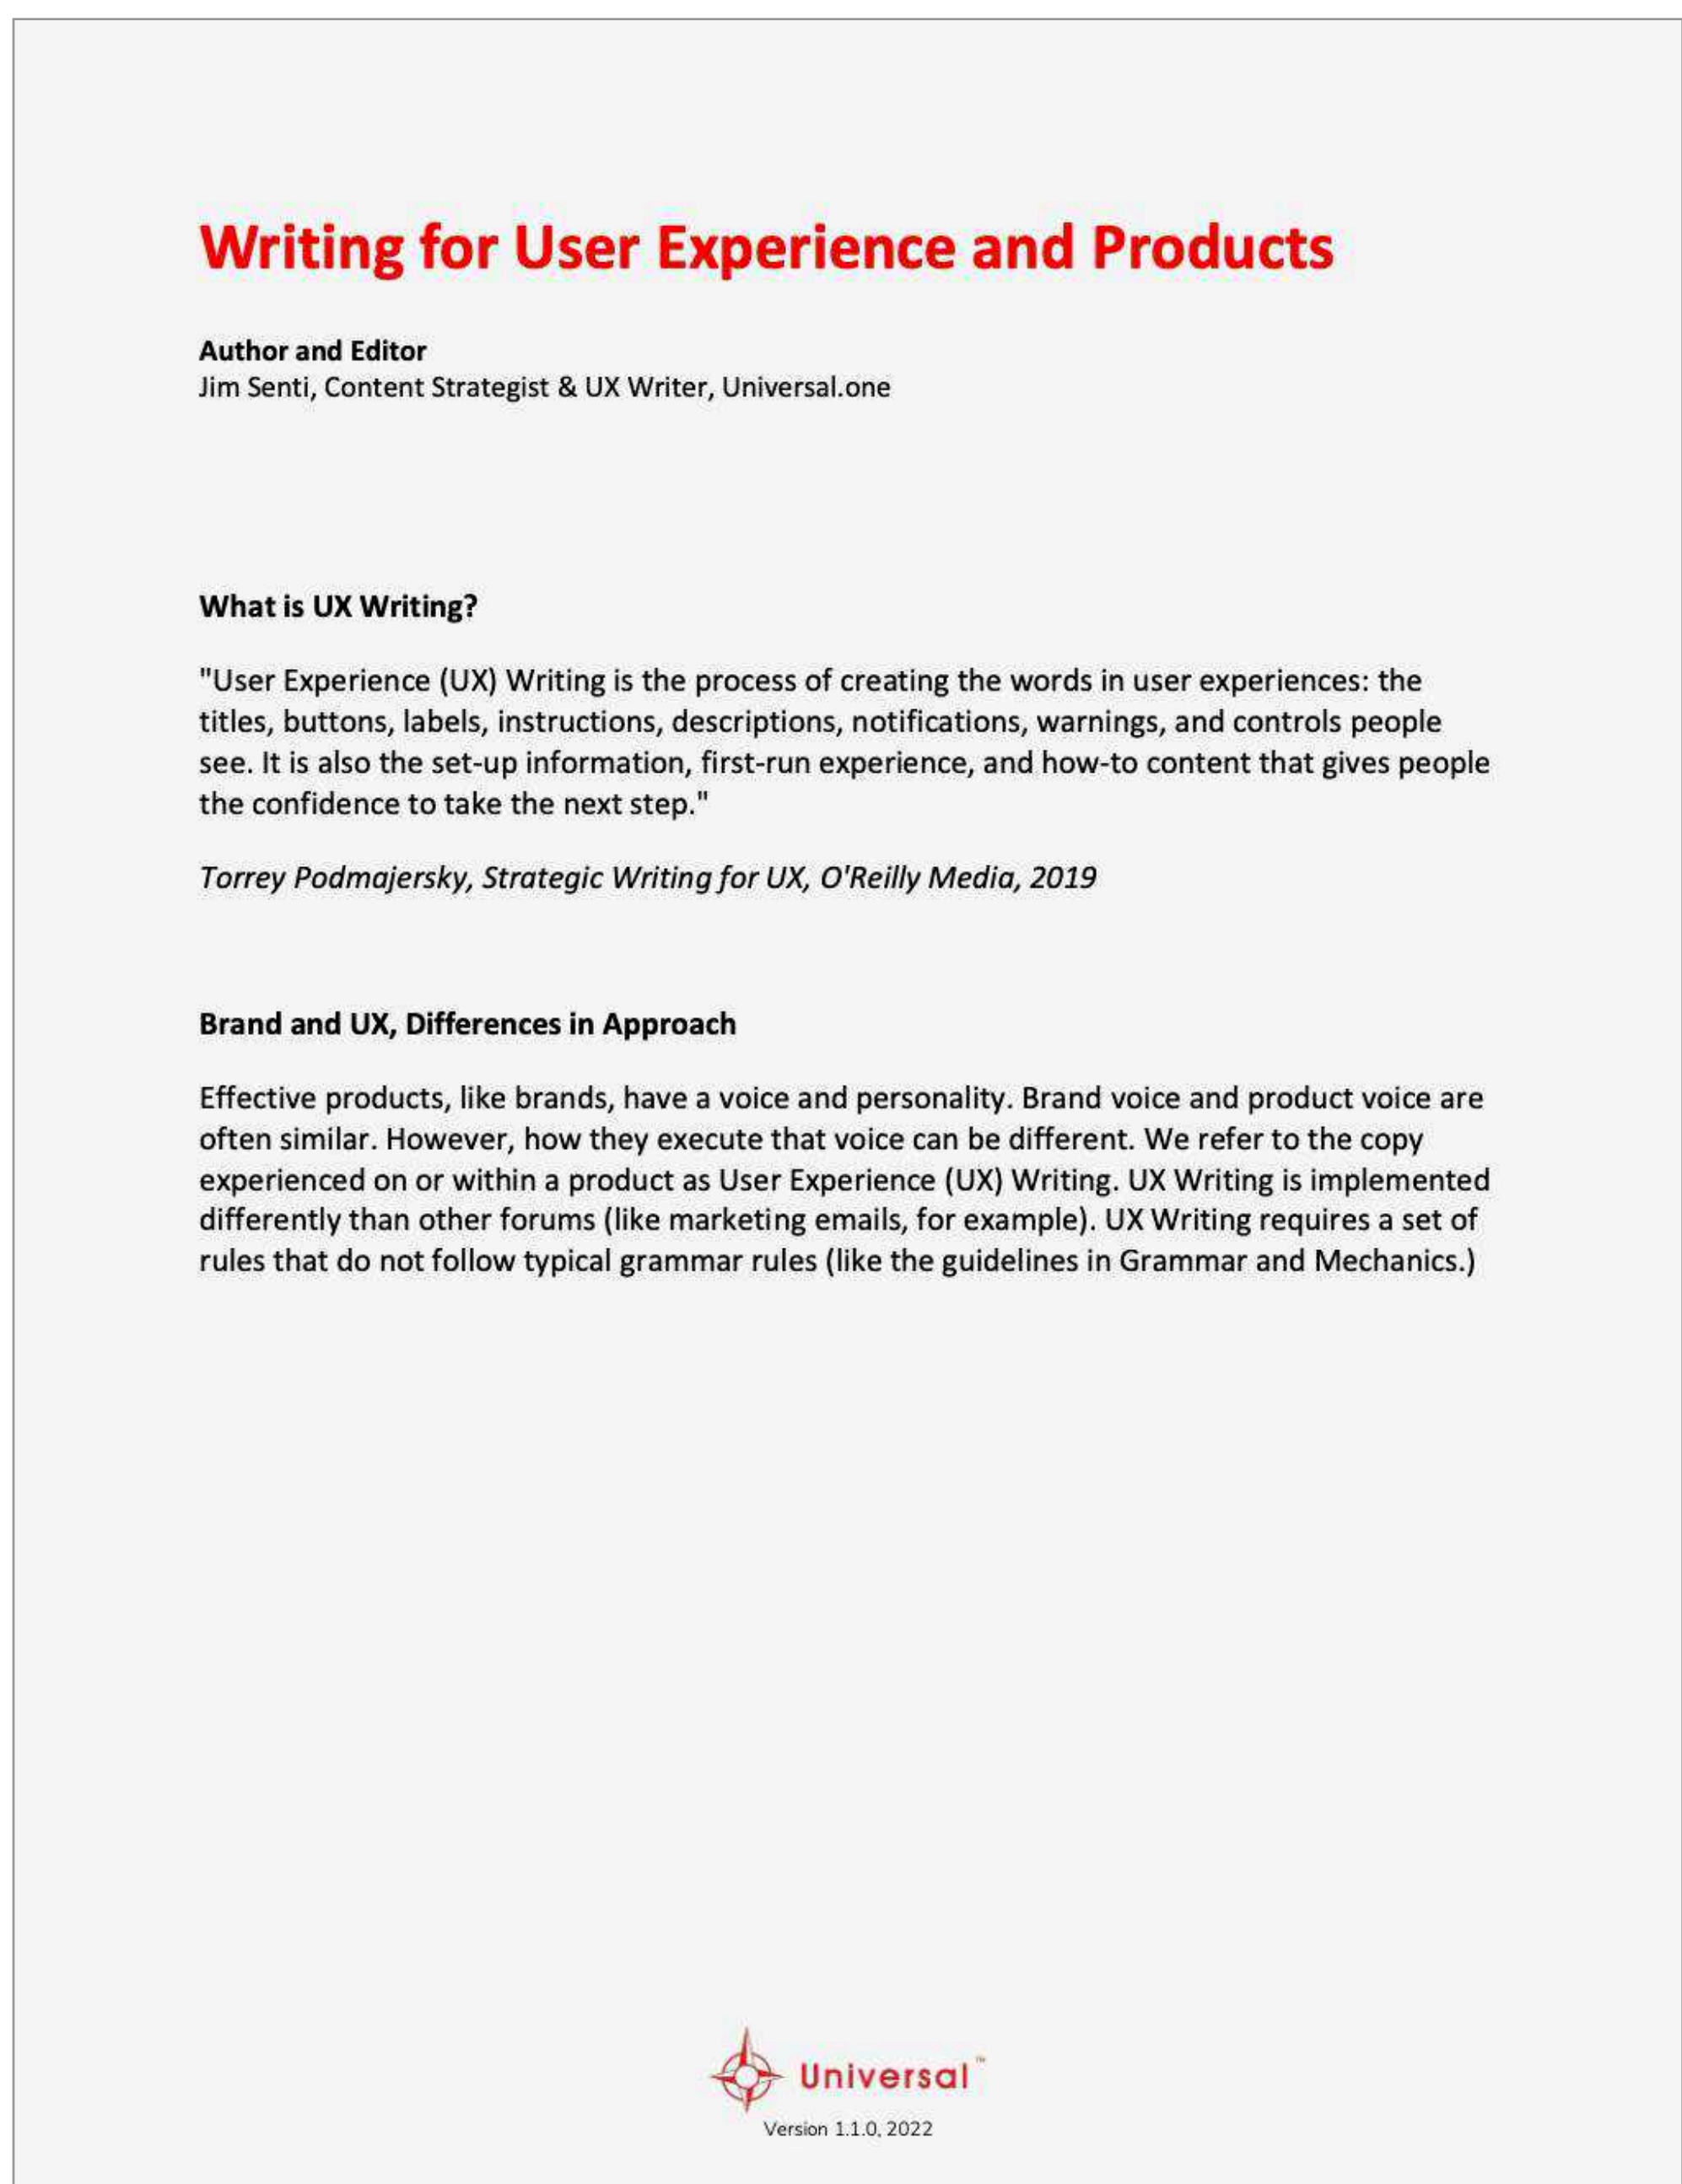 Writing for User Experience and Products
Author and Editor
Jim Senti, Content Strategist & UX Writer, Universal.one
What is UX Writing?
"User Experience (UX) Writing is the process of creating the words in user experiences: the
titles, buttons, labels, instructions, descriptions, notifications, warnings, and controls people
see. It is also the set-up information, first-run experience, and how-to content that gives people
the confidence to take the next step."
Torrey Podmajersky, Strategic Writing for UX, O'Reilly Media, 2019
Brand and UX, Differences in Approach
Effective products, like brands, have a voice and personality. Brand voice and product voice are
often similar. However, how they execute that voice can be different. We refer to the copy
experienced on or within a product as User Experience (UX) Writing. UX Writing is implemented
differently than other forums (like marketing emails, for example). UX Writing requires a set of
rules that do not follow typical grammar rules (like the guidelines in Grammar and Mechanics.)
Universal™
Version 1.1.0, 2022